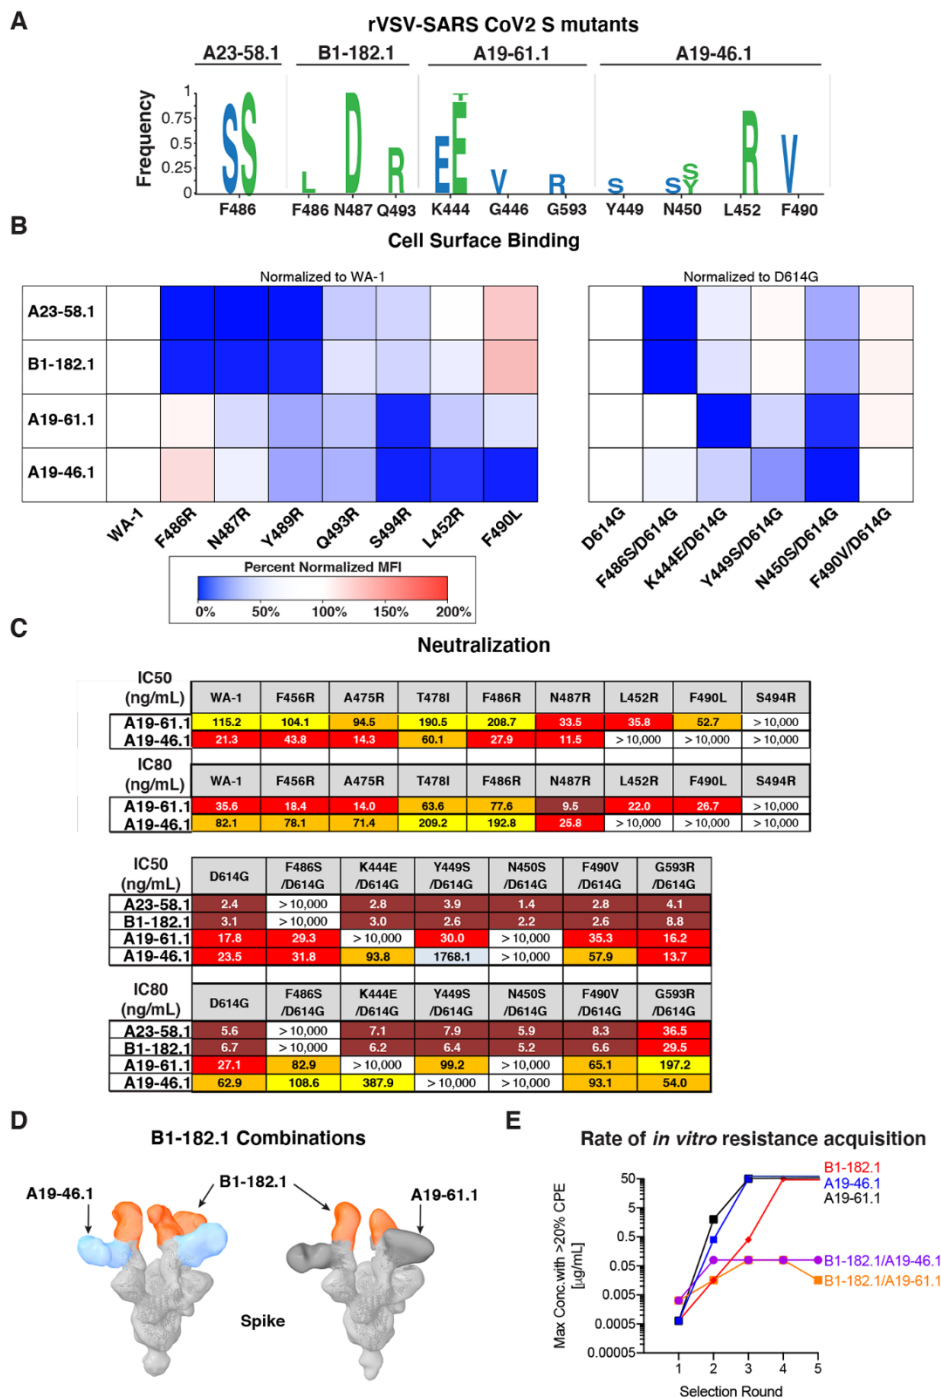 A
rVSV-SARS CoV2 S mutants
A23-58.1 B1-182.1 A19-61.1 A19-46.1
Frequency
1
0.75
0.5
0.25
0
S S L D R E E T V R S S S Y R V
F486 F486 N487 Q493 K444 G446 G593 Y449 N450 L452 F490
B
Cell Surface Binding
Normalized to WA-1 Normalized to D614G
A23-58.1
B1-182.1
A19-61.1
A19-46.1
WA-1 F486R N487R Y489R Q493R S494R L452R F490L
D614G F486S/D614G K444E/D614G Y449S/D614G N450S/D614G F490V/D614G
Percent Normalized MFI
0% 50% 100% 150% 200%
C
Neutralization
IC50
(ng/mL) WA-1 F456R A475R T478I F486R N487R L452R F490L S494R
A19-61.1 115.2 104.1 94.5 190.5 208.7 33.5 35.8 52.7 > 10,000
A19-46.1 21.3 43.8 14.3 60.1 27.9 11.5 > 10,000 > 10,000 > 10,000
IC80
(ng/mL) WA-1 F456R A475R T478I F486R N487R L452R F490L S494R
A19-61.1 35.6 18.4 14.0 63.6 77.6 9.5 22.0 26.7 > 10,000
A19-46.1 82.1 78.1 71.4 209.2 192.8 25.8 > 10,000 > 10,000 > 10,000
IC50
(ng/mL) D614G F486S/D614G K444E/D614G Y449S/D614G N450S/D614G F490V/D614G G593R/D614G
A23-58.1 2.4 > 10,000 2.8 3.9 1.4 2.8 4.1
B1-182.1 3.1 > 10,000 3.0 2.6 2.2 2.6 8.8
A19-61.1 17.8 29.3 > 10,000 30.0 > 10,000 35.3 16.2
A19-46.1 23.5 31.8 93.8 1768.1 > 10,000 57.9 13.7
IC80
(ng/mL) D614G F486S/D614G K444E/D614G Y449S/D614G N450S/D614G F490V/D614G G593R/D614G
A23-58.1 5.6 > 10,000 7.1 7.9 5.9 8.3 36.5
B1-182.1 6.7 > 10,000 6.2 6.4 5.2 6.6 29.5
A19-61.1 27.1 82.9 > 10,000 99.2 > 10,000 65.1 197.2
A19-46.1 62.9 108.6 387.9 > 10,000 > 10,000 93.1 54.0
D
B1-182.1 Combinations
A19-46.1 B1-182.1 A19-61.1
Spike
E
Rate of in vitro resistance acquisition
Max Conc.with >20% CPE
[µg/mL]
50
5
0.5
0.05
0.005
0.0005
0.00005
B1-182.1
A19-46.1
A19-61.1
B1-182.1/A19-46.1
B1-182.1/A19-61.1
1 2 3 4 5
Selection Round